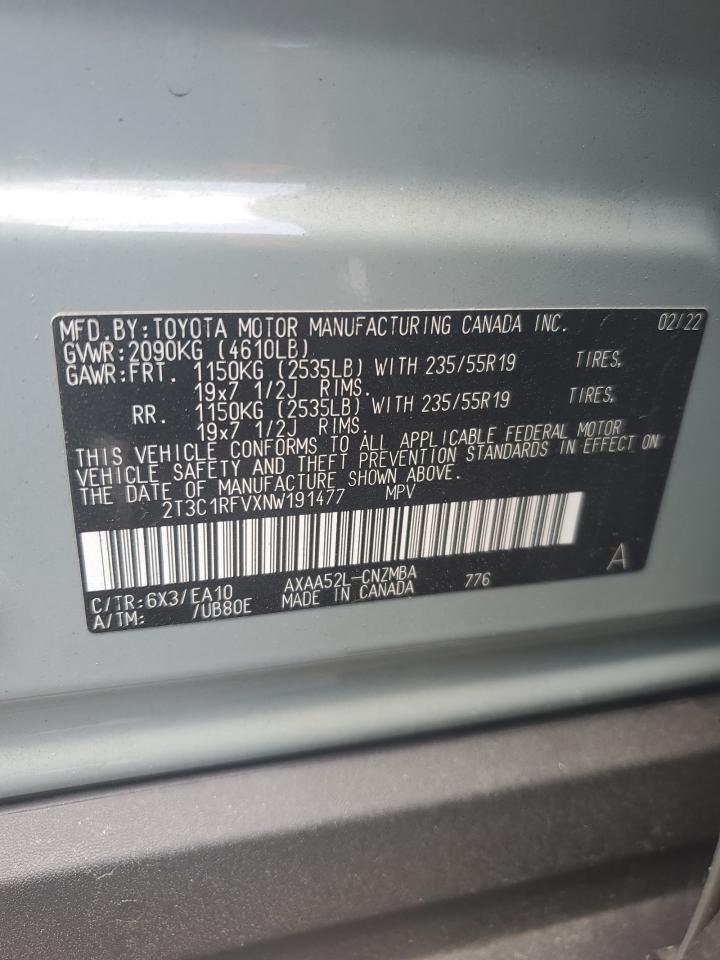 MFD.BY:TOYOTA MOTOR MANUFACTURING CANADA INC. 02/22
GVWR:2090KG (4610LB)
GAWR:FRT. 1150KG (2535LB) WITH 235/55R19 TIRES,
19x7 1/2J RIMS.
RR. 1150KG (2535LB) WITH 235/55R19 TIRES,
19x7 1/2J RIMS.
THIS VEHICLE CONFORMS TO ALL APPLICABLE FEDERAL MOTOR
VEHICLE SAFETY AND THEFT PREVENTION STANDARDS IN EFFECT ON
THE DATE OF MANUFACTURE SHOWN ABOVE.
2T3C1RFVXNW191477 MPV
A
C/TR:6X3/EA10 AXAA52L-CNZMBA 776
A/TM: /UB80E MADE IN CANADA